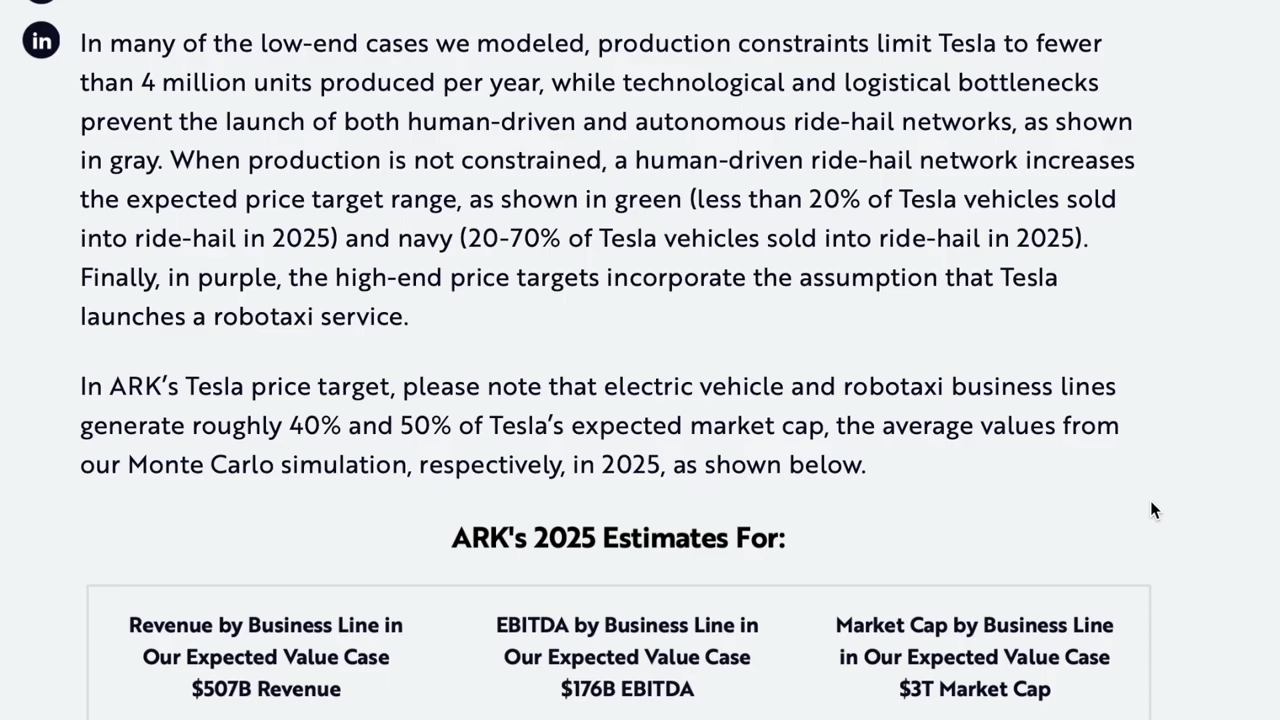 in
In many of the low-end cases we modeled, production constraints limit Tesla to fewer
than 4 million units produced per year, while technological and logistical bottlenecks
prevent the launch of both human-driven and autonomous ride-hail networks, as shown
in gray. When production is not constrained, a human-driven ride-hail network increases
the expected price target range, as shown in green (less than 20% of Tesla vehicles sold
into ride-hail in 2025) and navy (20-70% of Tesla vehicles sold into ride-hail in 2025).
Finally, in purple, the high-end price targets incorporate the assumption that Tesla
launches a robotaxi service.
In ARK’s Tesla price target, please note that electric vehicle and robotaxi business lines
generate roughly 40% and 50% of Tesla’s expected market cap, the average values from
our Monte Carlo simulation, respectively, in 2025, as shown below.
ARK's 2025 Estimates For:
Revenue by Business Line in
Our Expected Value Case
$507B Revenue
EBITDA by Business Line in
Our Expected Value Case
$176B EBITDA
Market Cap by Business Line
in Our Expected Value Case
$3T Market Cap